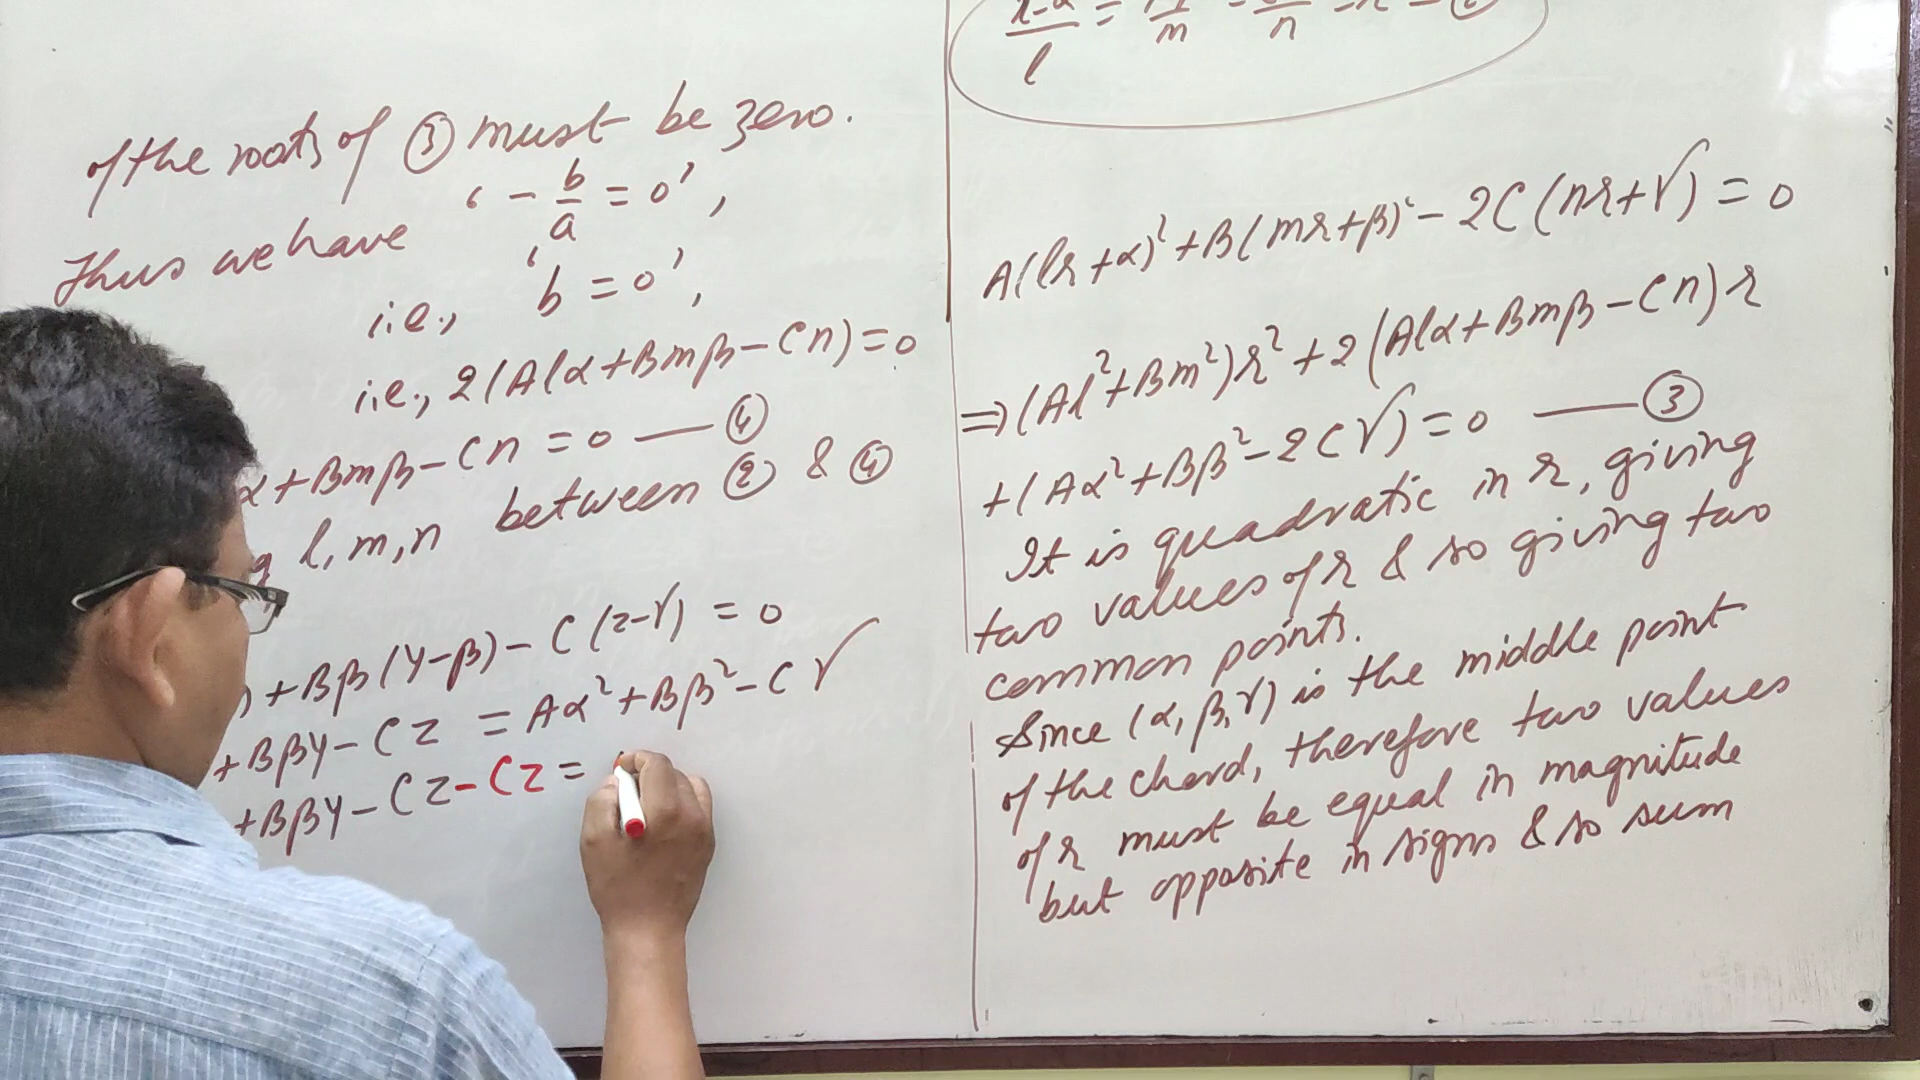 of the roots of ③ must be zero.
Thus we have ‘ - b/a = 0 ’ ,
i.e., ‘ b = 0 ’ ,
i.e., 2(Alα + Bmβ - Cn) = 0
α + Bmβ - Cn = 0 — ④
g l, m, n between ② & ④
) + Bβ(y-β) - C(z-γ) = 0
+ Bβy - Cz = Aα² + Bβ² - Cγ
+ Bβy - Cz - Cz =
x-α/l = /m = /n = r - ②
A(lr + α)² + B(mr + β)² - 2C(nr + γ) = 0
⇒ (Al² + Bm²)r² + 2(Alα + Bmβ - Cn)r
+ (Aα² + Bβ² - 2Cγ) = 0 — ③
It is quadratic in r, giving
two values of r & so giving two
common points.
Since (α, β, γ) is the middle point
of the chord, therefore two values
of r must be equal in magnitude
but opposite in signs & so sum